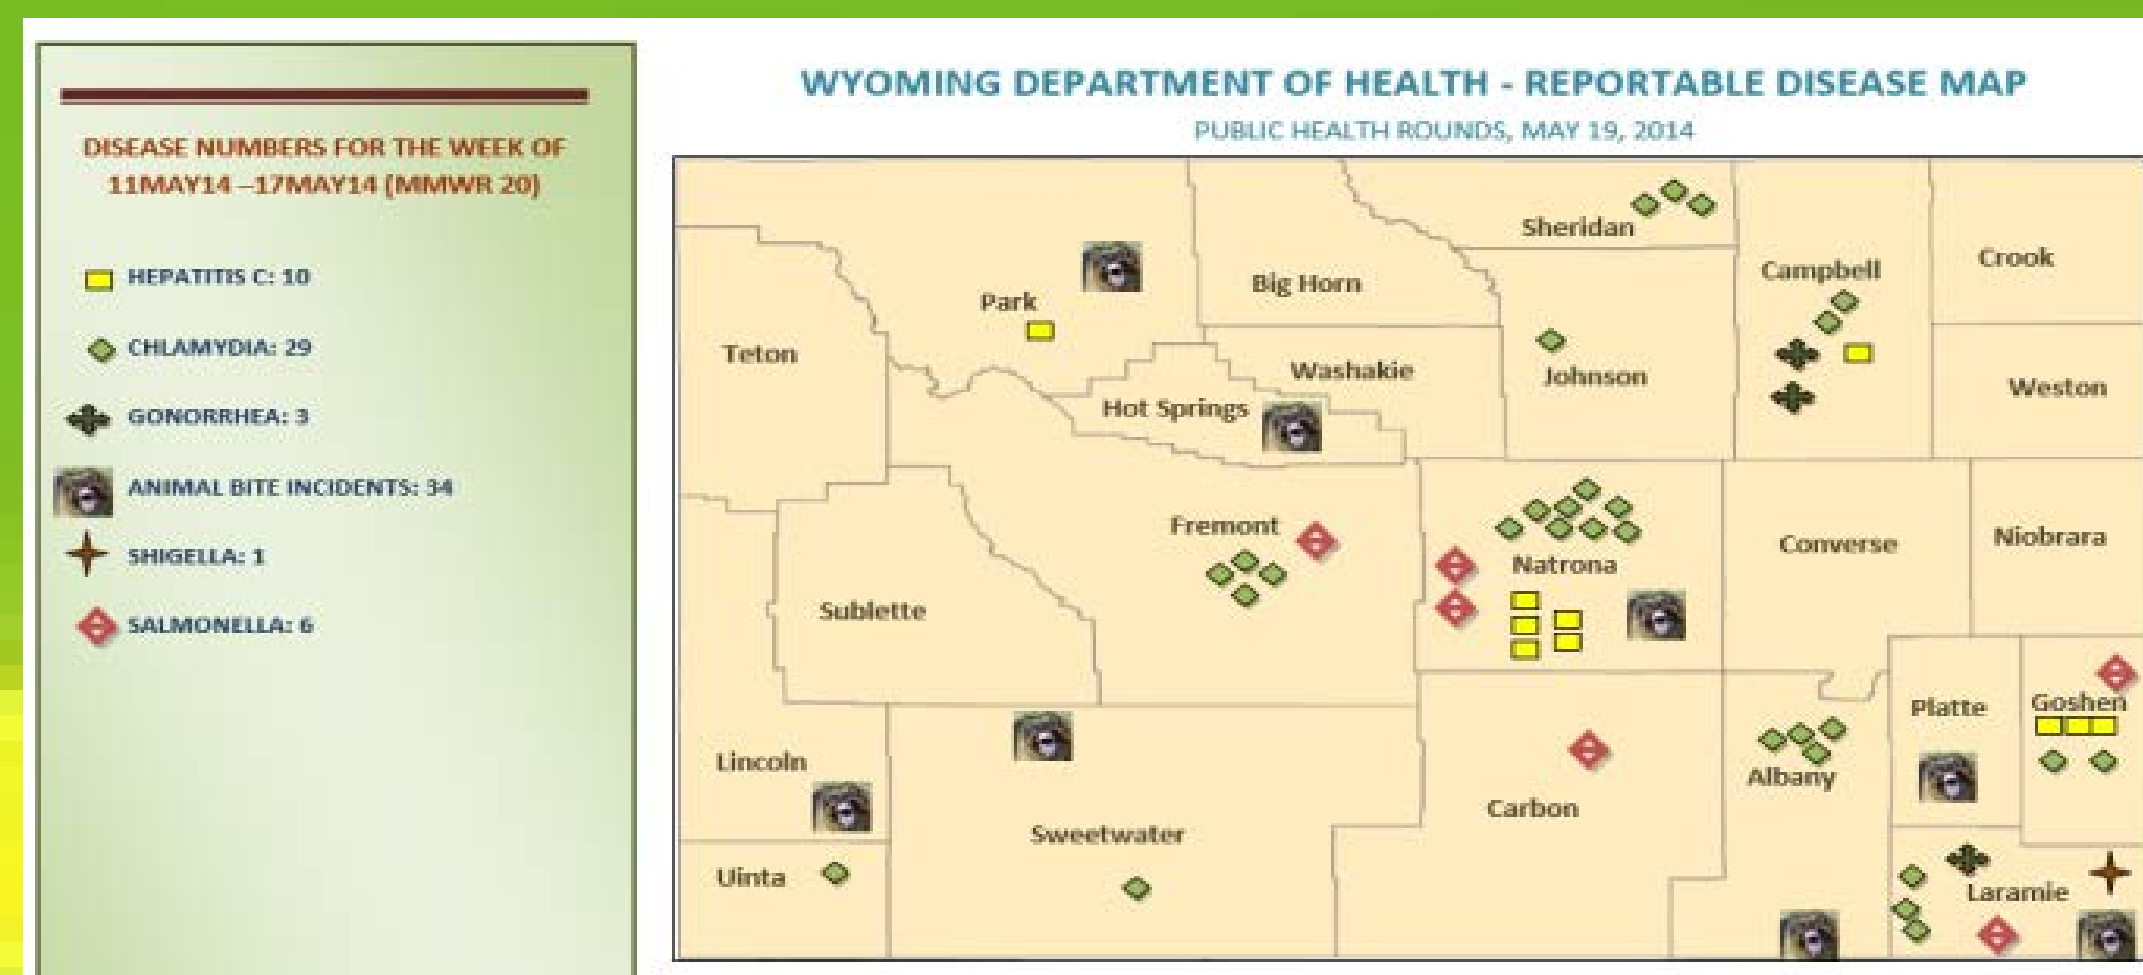 DISEASE NUMBERS FOR THE WEEK OF
11MAY14 –17MAY14 (MMWR 20)
HEPATITIS C: 10
CHLAMYDIA: 29
GONORRHEA: 3
ANIMAL BITE INCIDENTS: 34
SHIGELLA: 1
SALMONELLA: 6
WYOMING DEPARTMENT OF HEALTH - REPORTABLE DISEASE MAP
PUBLIC HEALTH ROUNDS, MAY 19, 2014
Sheridan
Crook
Campbell
Big Horn
Park
Teton
Washakie
Johnson
Weston
Hot Springs
Fremont
Natrona
Converse
Niobrara
Sublette
Platte
Goshen
Lincoln
Albany
Carbon
Sweetwater
Uinta
Laramie